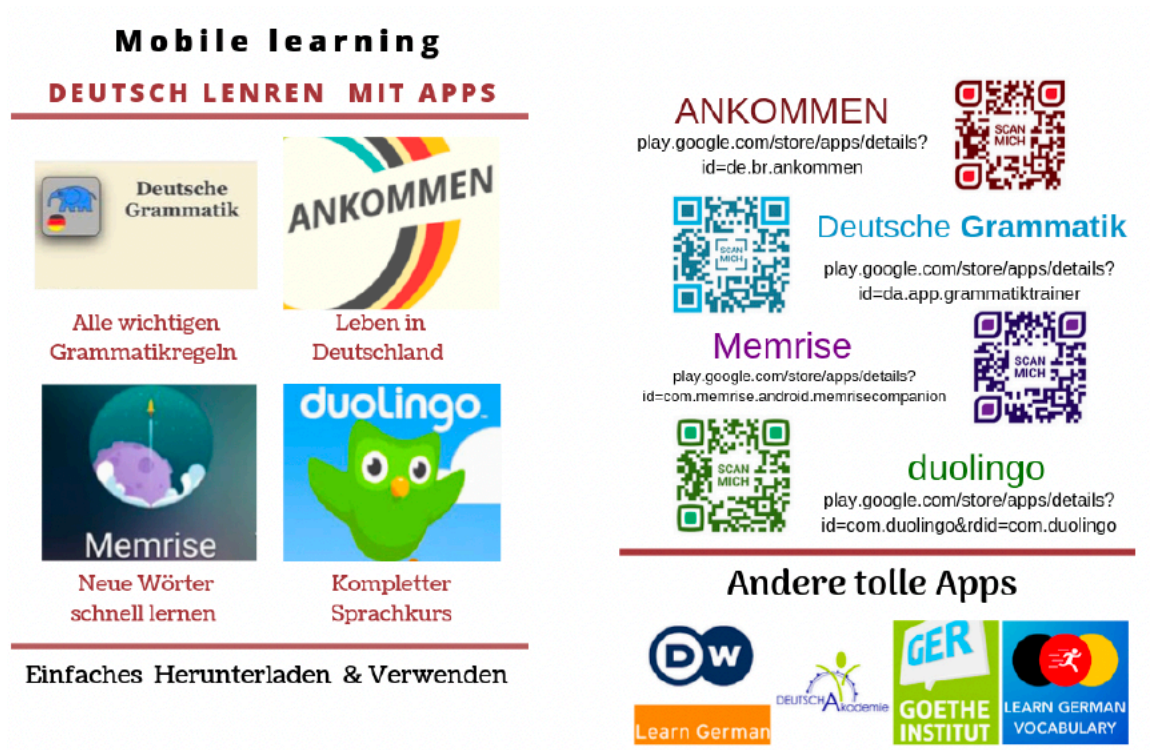 Mobile learning
DEUTSCH LENREN MIT APPS
Deutsche
Grammatik
ANKOMMEN
Alle wichtigen
Grammatikregeln
Leben in
Deutschland
Memrise
duolingo
Neue Wörter
schnell lernen
Kompletter
Sprachkurs
Einfaches Herunterladen & Verwenden
ANKOMMEN
play.google.com/store/apps/details?
id=de.br.ankommen
SCAN
MICH
SCAN
MICH
Deutsche Grammatik
play.google.com/store/apps/details?
id=da.app.grammatiktrainer
Memrise
play.google.com/store/apps/details?
id=com.memrise.android.memrisecompanion
SCAN
MICH
SCAN
MICH
duolingo
play.google.com/store/apps/details?
id=com.duolingo&rdid=com.duolingo
Andere tolle Apps
DW
Learn German
DEUTSCHAkademie
GER
GOETHE
INSTITUT
LEARN GERMAN
VOCABULARY